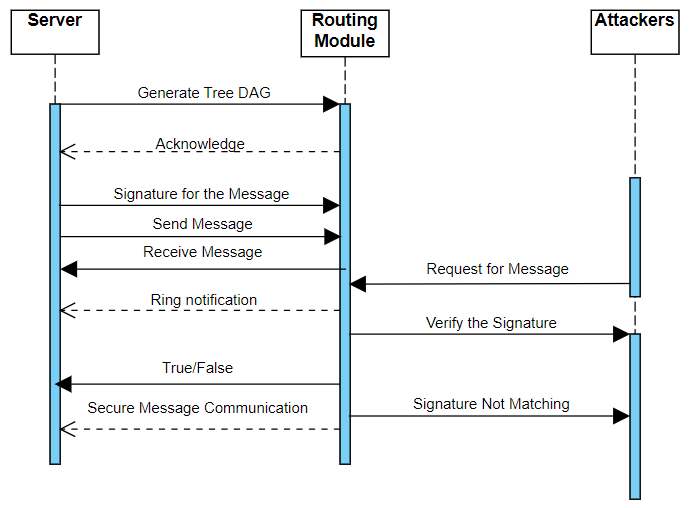 Server
Routing
Module
Attackers
Generate Tree DAG
Acknowledge
Signature for the Message
Send Message
Receive Message
Request for Message
Ring notification
Verify the Signature
True/False
Secure Message Communication
Signature Not Matching